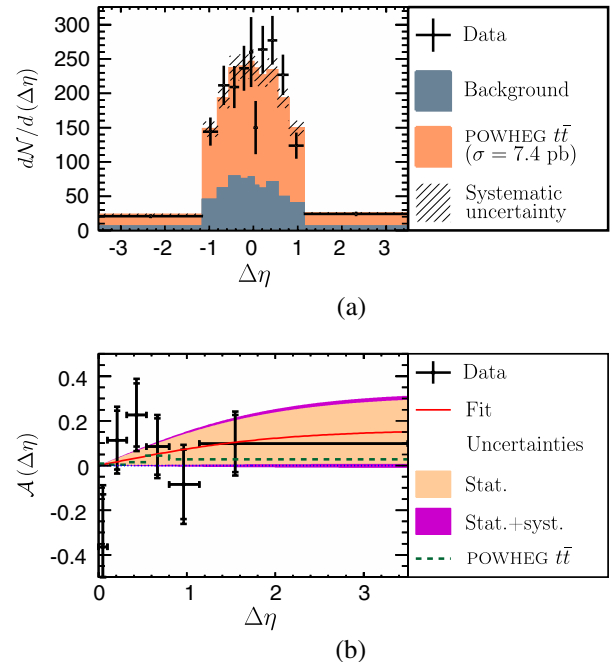 (a)
dN/d(Δη)
300
250
200
150
100
50
0
-3 -2 -1 0 1 2 3
Δη
Data
Background
POWHEG tt̄
(σ = 7.4 pb)
Systematic
uncertainty
(a)
A(Δη)
0.4
0.2
0
-0.2
-0.4
0 1 2 3
Δη
Data
Fit
Uncertainties
Stat.
Stat.+syst.
POWHEG tt̄
(b)